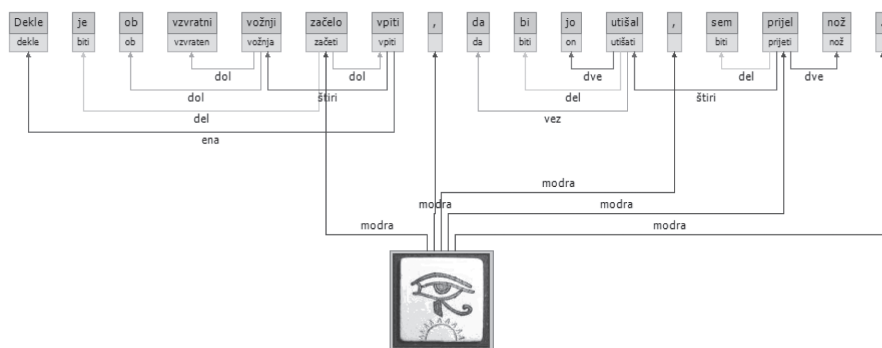 Dekle je ob vzvratni vožnji začelo vpiti , da bi jo utišal , sem prijel nož .
dekle biti ob vzvraten vožnja začeti vpiti , da biti on utišati , biti prijeti nož
dol dol dve del
dol štiri del štiri
del vez
ena
modra
modra modra
modra modra